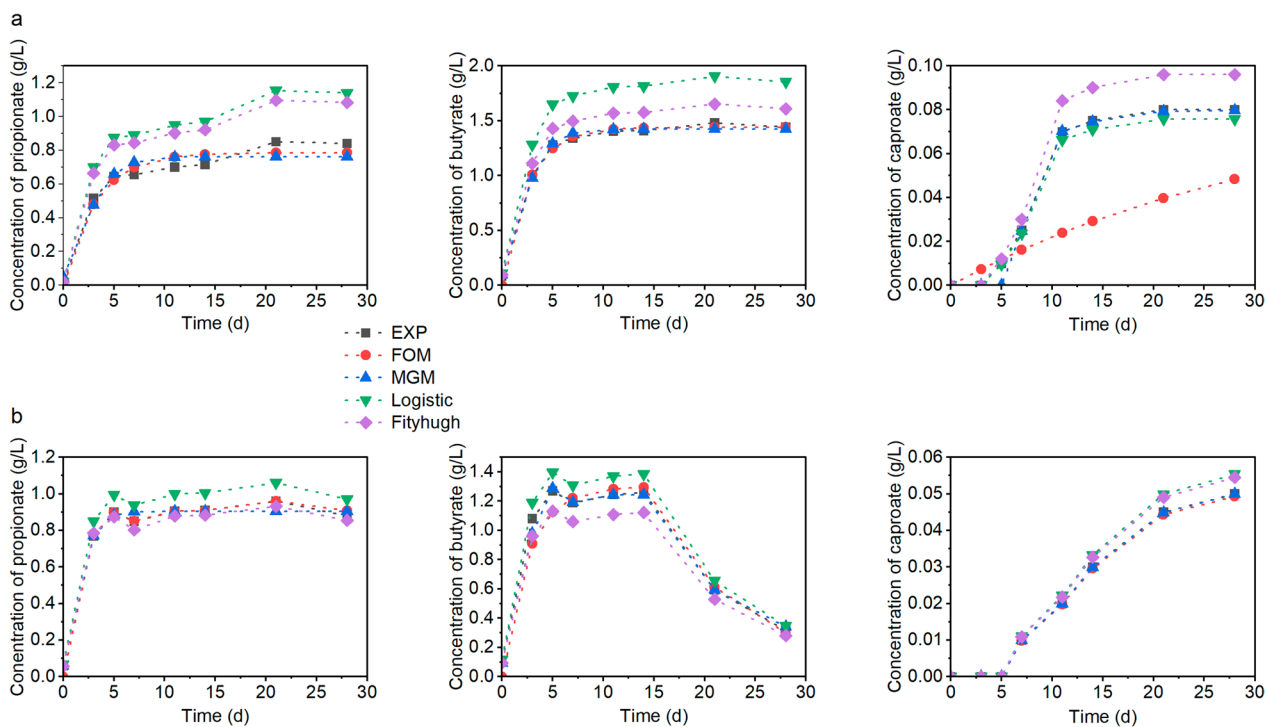 a
Concentration of priopionate (g/L)
1.2
1.0
0.8
0.6
0.4
0.2
0.0
0 5 10 15 20 25 30
Time (d)
Concentration of butyrate (g/L)
2.0
1.5
1.0
0.5
0.0
0 5 10 15 20 25 30
Time (d)
Concentration of caproate (g/L)
0.10
0.08
0.06
0.04
0.02
0.00
0 5 10 15 20 25 30
Time (d)
EXP
FOM
MGM
Logistic
Fityhugh
b
Conentration of propionate (g/L)
1.2
1.0
0.8
0.6
0.4
0.2
0.0
0 5 10 15 20 25 30
Time (d)
Concentration of butyrate (g/L)
1.4
1.2
1.0
0.8
0.6
0.4
0.2
0.0
0 5 10 15 20 25 30
Time (d)
Concentration of caproate (g/L)
0.06
0.05
0.04
0.03
0.02
0.01
0.00
0 5 10 15 20 25 30
Time (d)